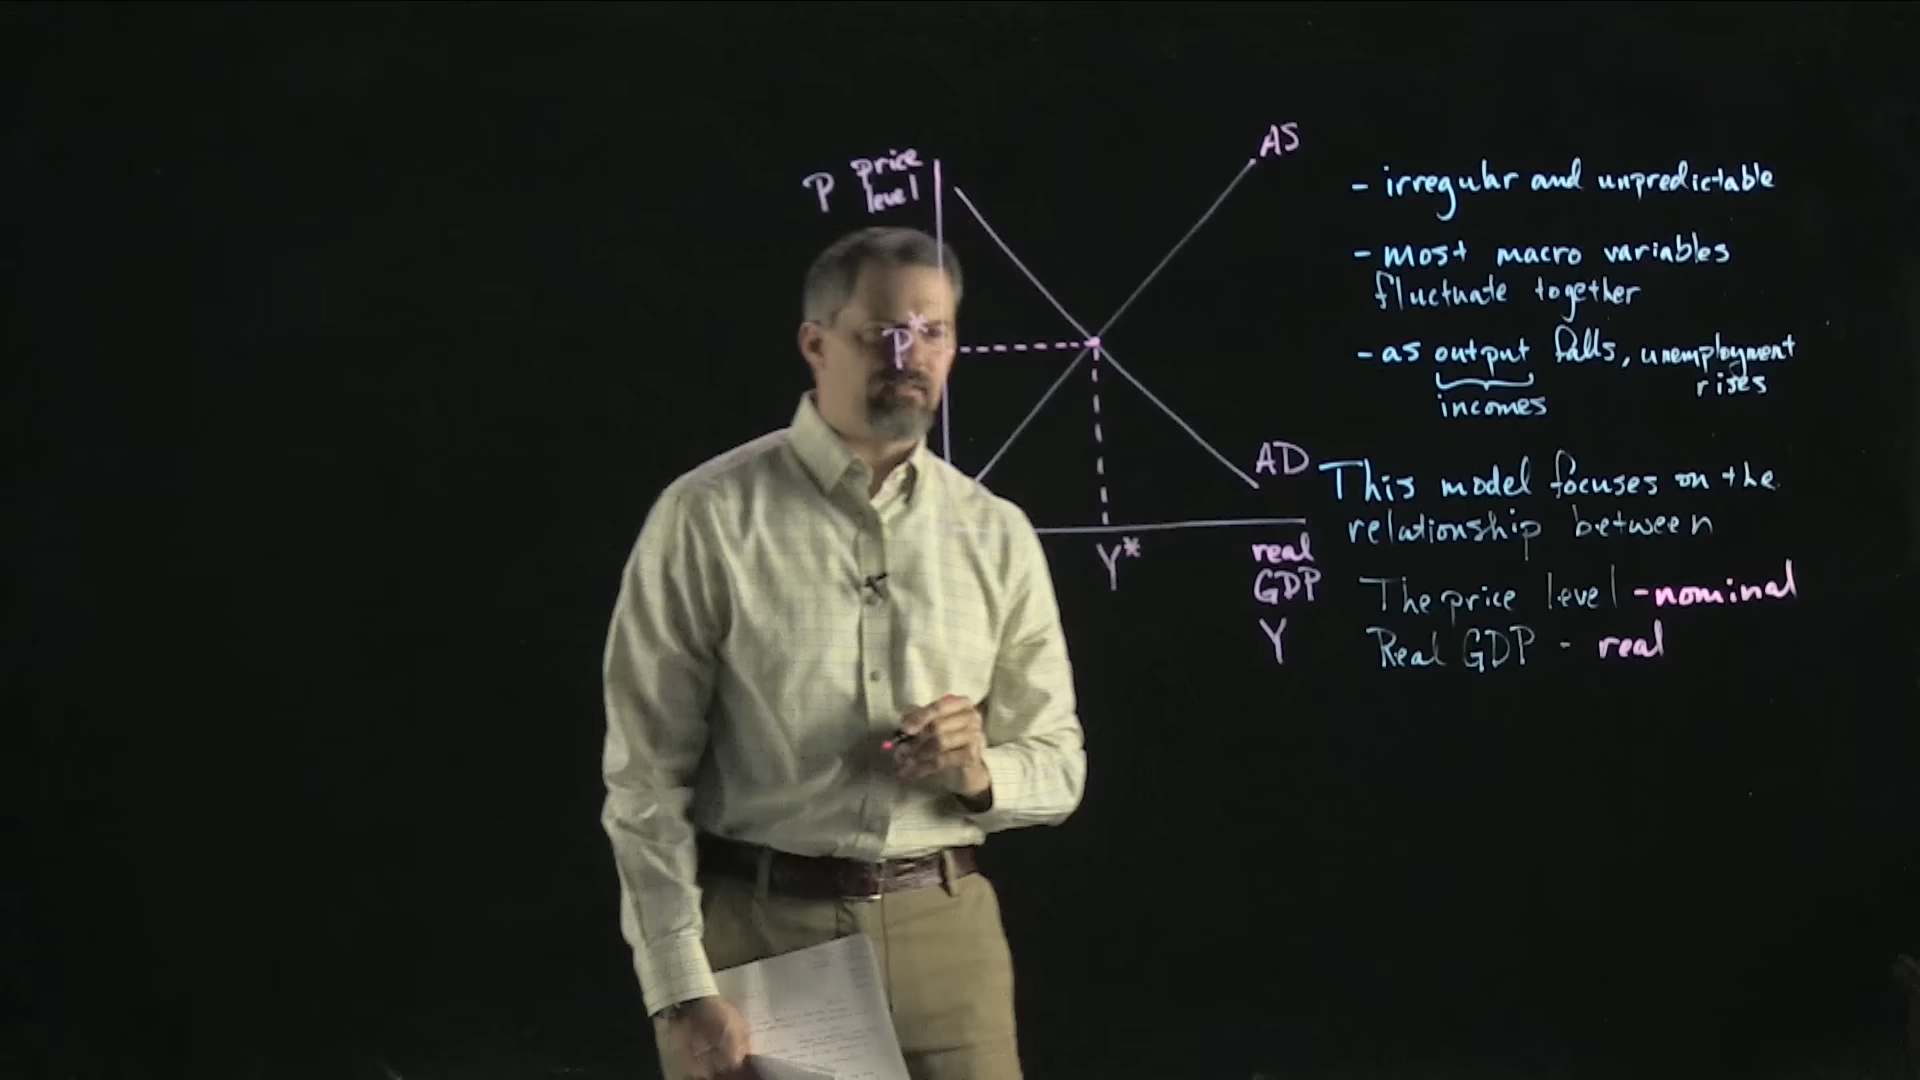 P price
level
P*
AS
AD
Y*
real
GDP
Y
- irregular and unpredictable
- most macro variables
fluctuate together
- as output falls, unemployment
rises
incomes
This model focuses on the
relationship between
The price level - nominal
Real GDP - real